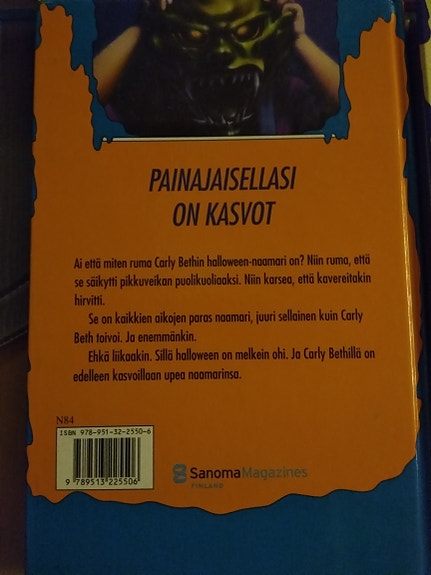 PAINAJAISELLASI
ON KASVOT
Ai että miten ruma Carly Bethin halloween-naamari on? Niin ruma, että
se säikytti pikkuveikan puolikuoliaaksi. Niin karsea, että kavereitakin
hirvitti.
Se on kaikkien aikojen paras naamari, juuri sellainen kuin Carly
Beth toivoi. Ja enemmänkin.
Ehkä liikaakin. Sillä halloween on melkein ohi. Ja Carly Bethillä on
edelleen kasvoillaan upea naamarinsa.
N84
ISBN 978-951-32-2550-6
9 789513 225506
SanomaMagazines
FINLAND